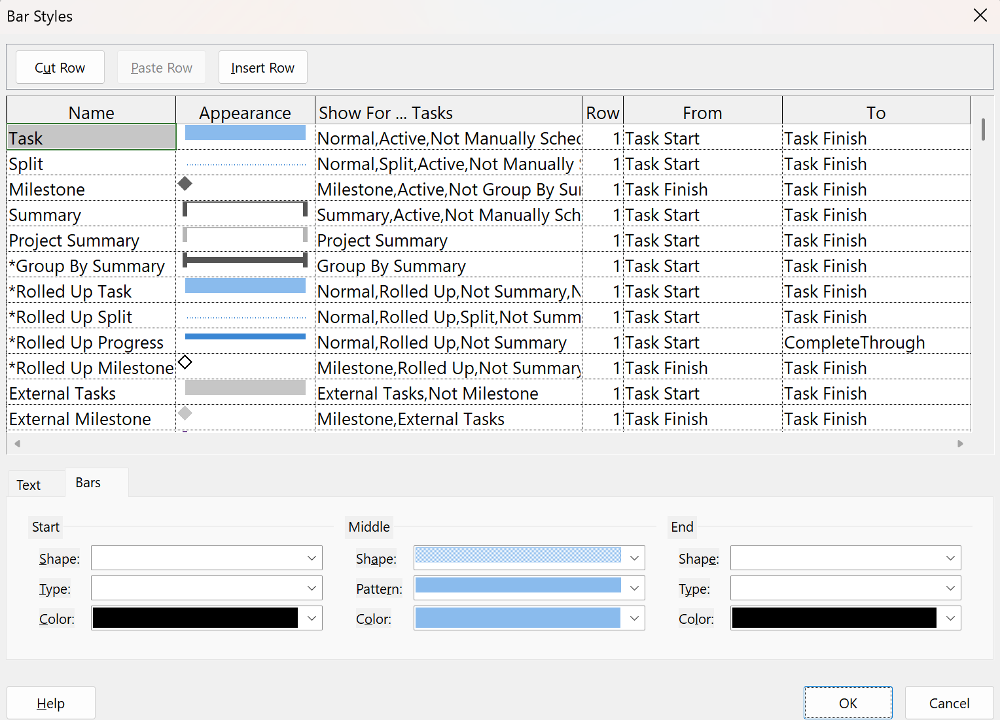 Bar Styles
Cut Row Paste Row Insert Row
Name Appearance Show For ... Tasks Row From To
Task Normal,Active,Not Manually Sched 1 Task Start Task Finish
Split Normal,Split,Active,Not Manually 1 Task Start Task Finish
Milestone Milestone,Active,Not Group By Sum 1 Task Finish Task Finish
Summary Summary,Active,Not Manually Sch 1 Task Start Task Finish
Project Summary Project Summary 1 Task Start Task Finish
*Group By Summary Group By Summary 1 Task Start Task Finish
*Rolled Up Task Normal,Rolled Up,Not Summary,N 1 Task Start Task Finish
*Rolled Up Split Normal,Rolled Up,Split,Not Summ 1 Task Start Task Finish
*Rolled Up Progress Normal,Rolled Up,Not Summary 1 Task Start CompleteThrough
*Rolled Up Milestone Milestone,Rolled Up,Not Summary 1 Task Finish Task Finish
External Tasks External Tasks,Not Milestone 1 Task Start Task Finish
External Milestone Milestone,External Tasks 1 Task Finish Task Finish
Text Bars
Start Middle End
Shape: Shape: Shape:
Type: Pattern: Type:
Color: Color: Color:
Help OK Cancel